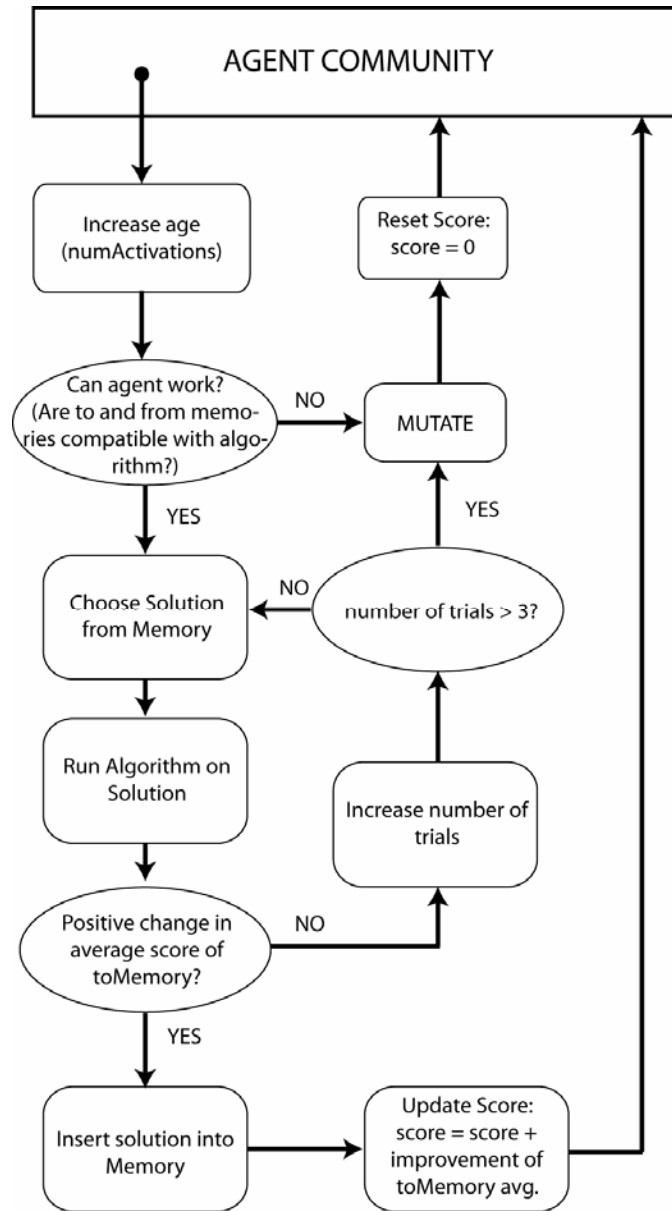 AGENT COMMUNITY
Increase age
(numActivations)
Reset Score:
score = 0
Can agent work?
(Are to and from memo-
ries compatible with algo-
rithm?)
NO
MUTATE
YES
YES
Choose Solution
from Memory
NO
number of trials > 3?
Run Algorithm on
Solution
Increase number of
trials
Positive change in
average score of
toMemory?
NO
YES
Insert solution into
Memory
Update Score:
score = score +
improvement of
toMemory avg.